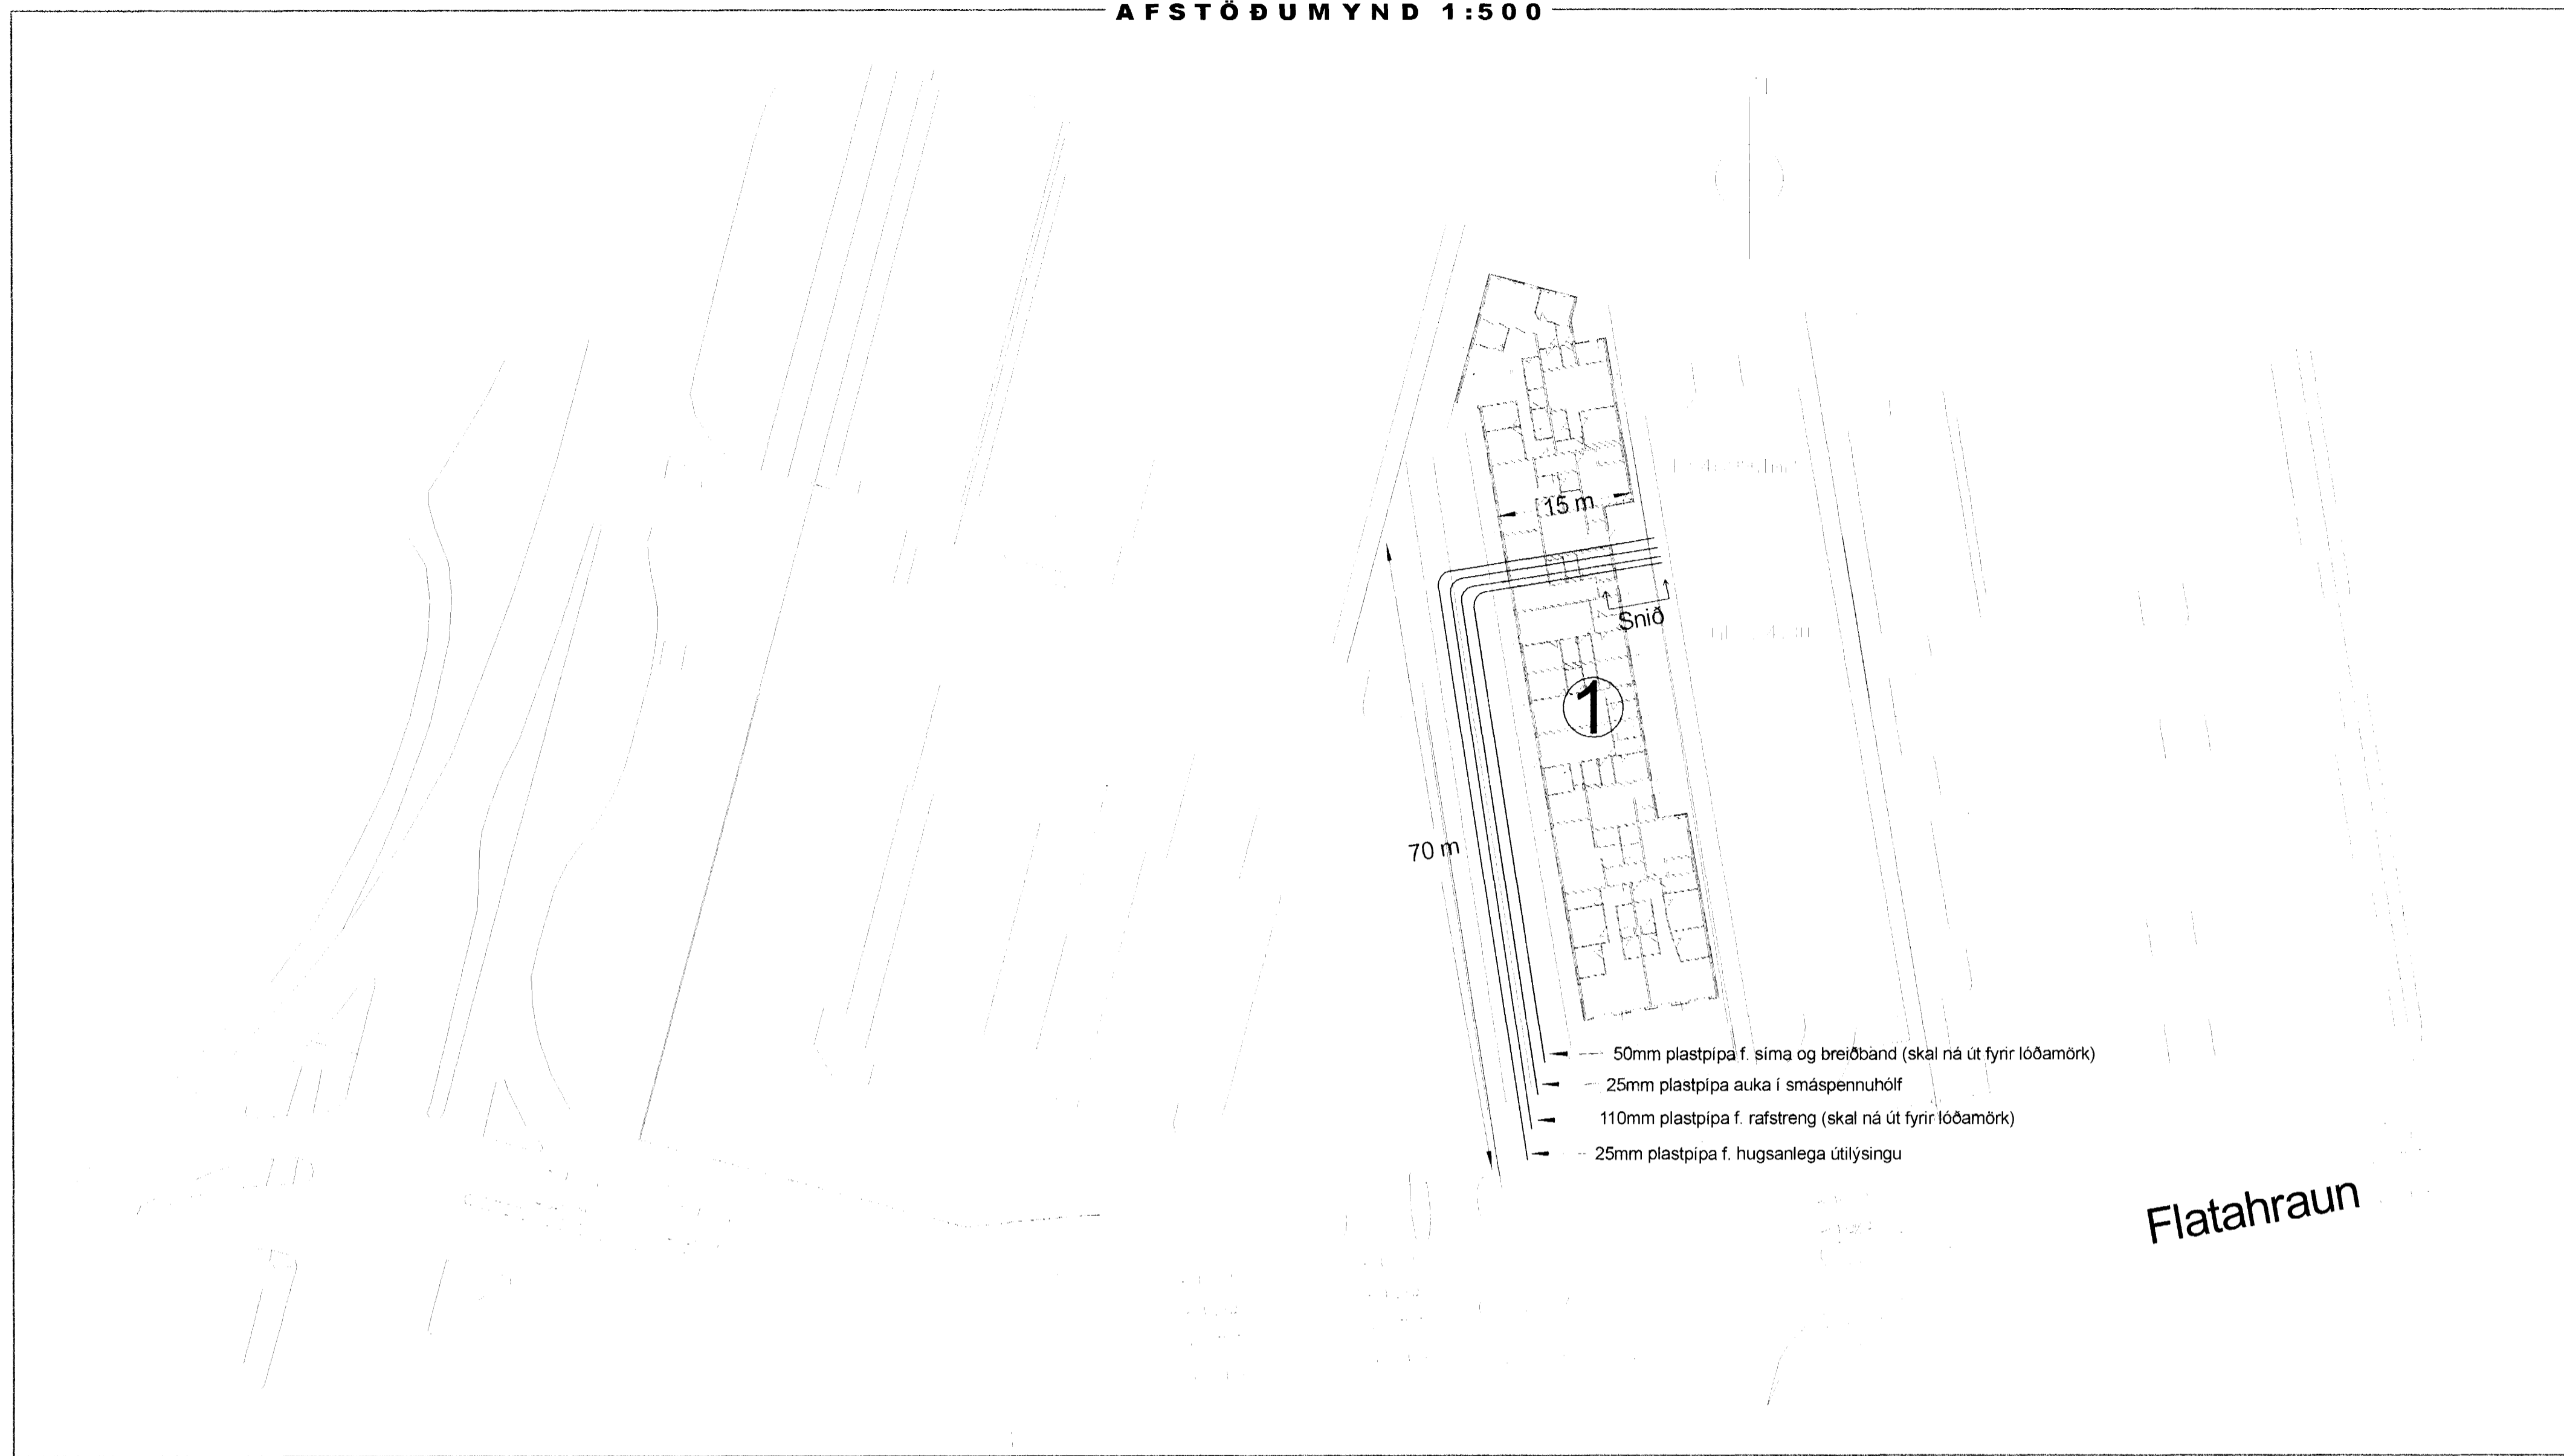 AFSTÖÐUMYND 1:500
15 m
Snið
1
70 m
50mm plastpípa f. síma og breiðband (skal ná út fyrir lóðamörk)
25mm plastpípa auka í smáspennuhólf
110mm plastpípa f. rafstreng (skal ná út fyrir lóðamörk)
25mm plastpípa f. hugsanlega útilýsingu
Flatahraun